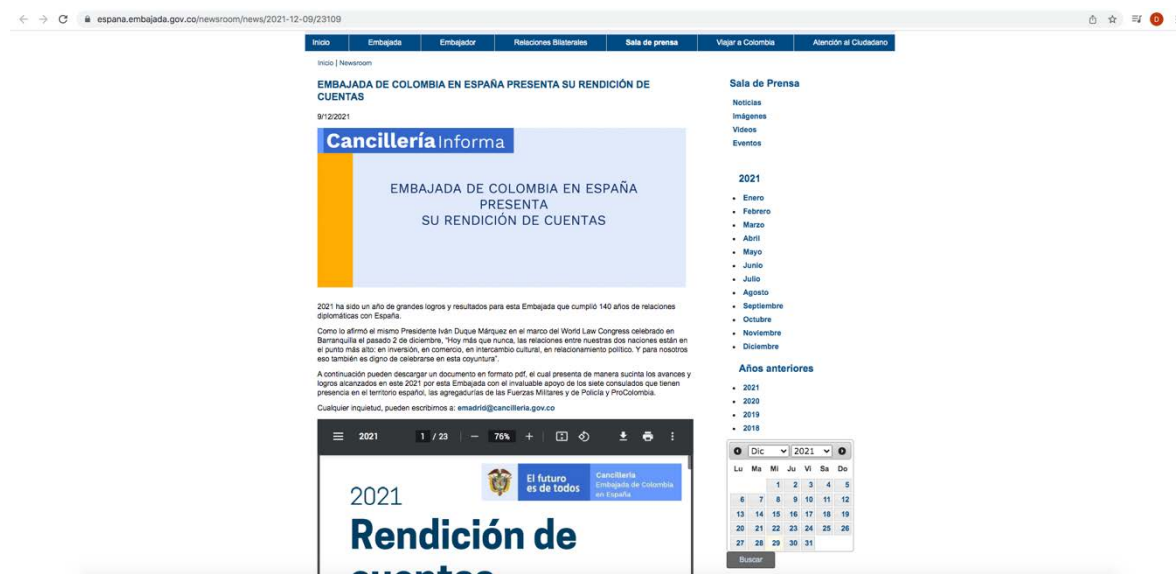 espana.embajada.gov.co/newsroom/news/2021-12-09/23109
D
Inicio Embajada Embajador Relaciones Bilaterales Sala de prensa Viajar a Colombia Atención al Ciudadano
Inicio | Newsroom
EMBAJADA DE COLOMBIA EN ESPAÑA PRESENTA SU RENDICIÓN DE
CUENTAS
9/12/2021
Cancillería Informa
EMBAJADA DE COLOMBIA EN ESPAÑA
PRESENTA
SU RENDICIÓN DE CUENTAS
2021 ha sido un año de grandes logros y resultados para esta Embajada que cumplió 140 años de relaciones
diplomáticas con España.
Como lo afirmó el mismo Presidente Iván Duque Márquez en el marco del World Law Congress celebrado en
Barranquilla el pasado 2 de diciembre, "Hoy más que nunca, las relaciones entre nuestras dos naciones están en
el punto más alto: en inversión, en comercio, en intercambio cultural, en relacionamiento político. Y para nosotros
eso también es digno de celebrarse en esta coyuntura".
A continuación pueden descargar un documento en formato pdf, el cual presenta de manera sucinta los avances y
logros alcanzados en este 2021 por esta Embajada con el invaluable apoyo de los siete consulados que tienen
presencia en el territorio español, las agregadurías de las Fuerzas Militares y de Policía y ProColombia.
Cualquier inquietud, pueden escribirnos a: emadrid@cancilleria.gov.co
2021 1 / 23 76%
El futuro
es de todos
Cancillería
Embajada de Colombia
en España
2021
Rendición de
cuentas
Sala de Prensa
Noticias
Imágenes
Videos
Eventos
2021
Enero
Febrero
Marzo
Abril
Mayo
Junio
Julio
Agosto
Septiembre
Octubre
Noviembre
Diciembre
Años anteriores
2021
2020
2019
2018
Dic 2021
Lu Ma Mi Ju Vi Sa Do
1 2 3 4 5
6 7 8 9 10 11 12
13 14 15 16 17 18 19
20 21 22 23 24 25 26
27 28 29 30 31
Buscar